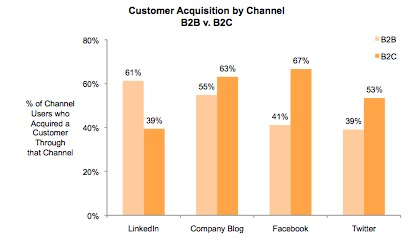 Customer Acquisition by Channel
B2B v. B2C
B2B
B2C
% of Channel
Users who
Acquired a
Customer
Through
that Channel
80%
60%
40%
20%
0%
61%
39%
55%
63%
41%
67%
39%
53%
LinkedIn
Company Blog
Facebook
Twitter